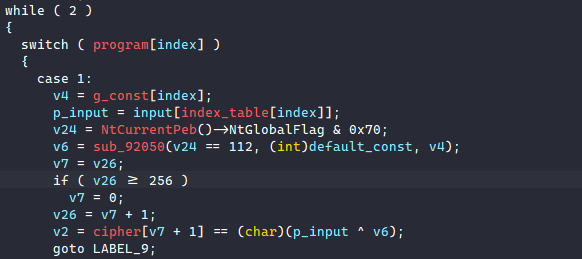 while ( 2 )
{
switch ( program[index] )
{
case 1:
v4 = g_const[index];
p_input = input[index_table[index]];
v24 = NtCurrentPeb()→NtGlobalFlag & 0x70;
v6 = sub_92050(v24 == 112, (int)default_const, v4);
v7 = v26;
if ( v26 ≥ 256 )
v7 = 0;
v26 = v7 + 1;
v2 = cipher[v7 + 1] == (char)(p_input ^ v6);
goto LABEL_9;